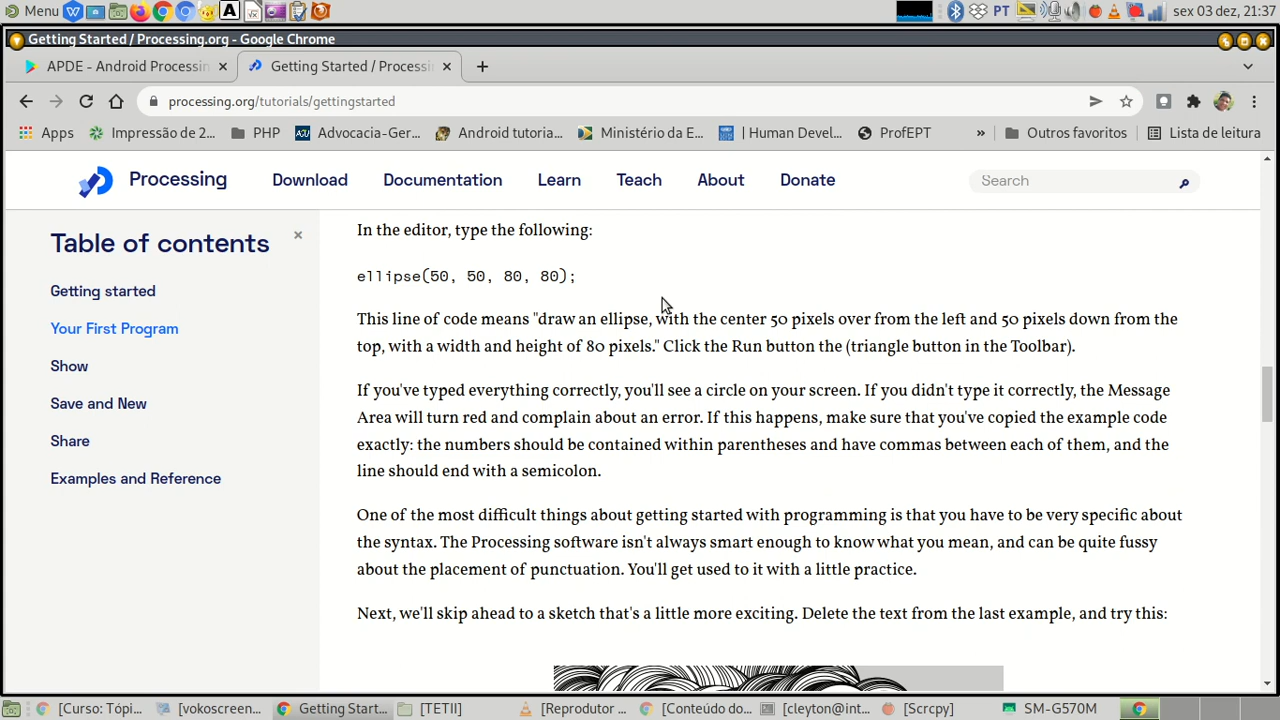 Menu A PT sex 03 dez, 21:37
Getting Started / Processing.org - Google Chrome
APDE - Android Processin
Getting Started / Processi
processing.org/tutorials/gettingstarted
Apps Impressão de 2... PHP Advocacia-Ger... Android tutoria... Ministério da E... | Human Devel... ProfEPT » Outros favoritos Lista de leitura
Processing Download Documentation Learn Teach About Donate Search
Table of contents
Getting started
Your First Program
Show
Save and New
Share
Examples and Reference
In the editor, type the following:
ellipse(50, 50, 80, 80);
This line of code means "draw an ellipse, with the center 50 pixels over from the left and 50 pixels down from the
top, with a width and height of 80 pixels." Click the Run button the (triangle button in the Toolbar).
If you've typed everything correctly, you'll see a circle on your screen. If you didn't type it correctly, the Message
Area will turn red and complain about an error. If this happens, make sure that you've copied the example code
exactly: the numbers should be contained within parentheses and have commas between each of them, and the
line should end with a semicolon.
One of the most difficult things about getting started with programming is that you have to be very specific about
the syntax. The Processing software isn't always smart enough to know what you mean, and can be quite fussy
about the placement of punctuation. You'll get used to it with a little practice.
Next, we'll skip ahead to a sketch that's a little more exciting. Delete the text from the last example, and try this:
[Curso: Tópi... [vokoscreen... Getting Start... [TETII] [Reprodutor ... [Conteúdo do... [cleyton@int... [Scrcpy] SM-G570M